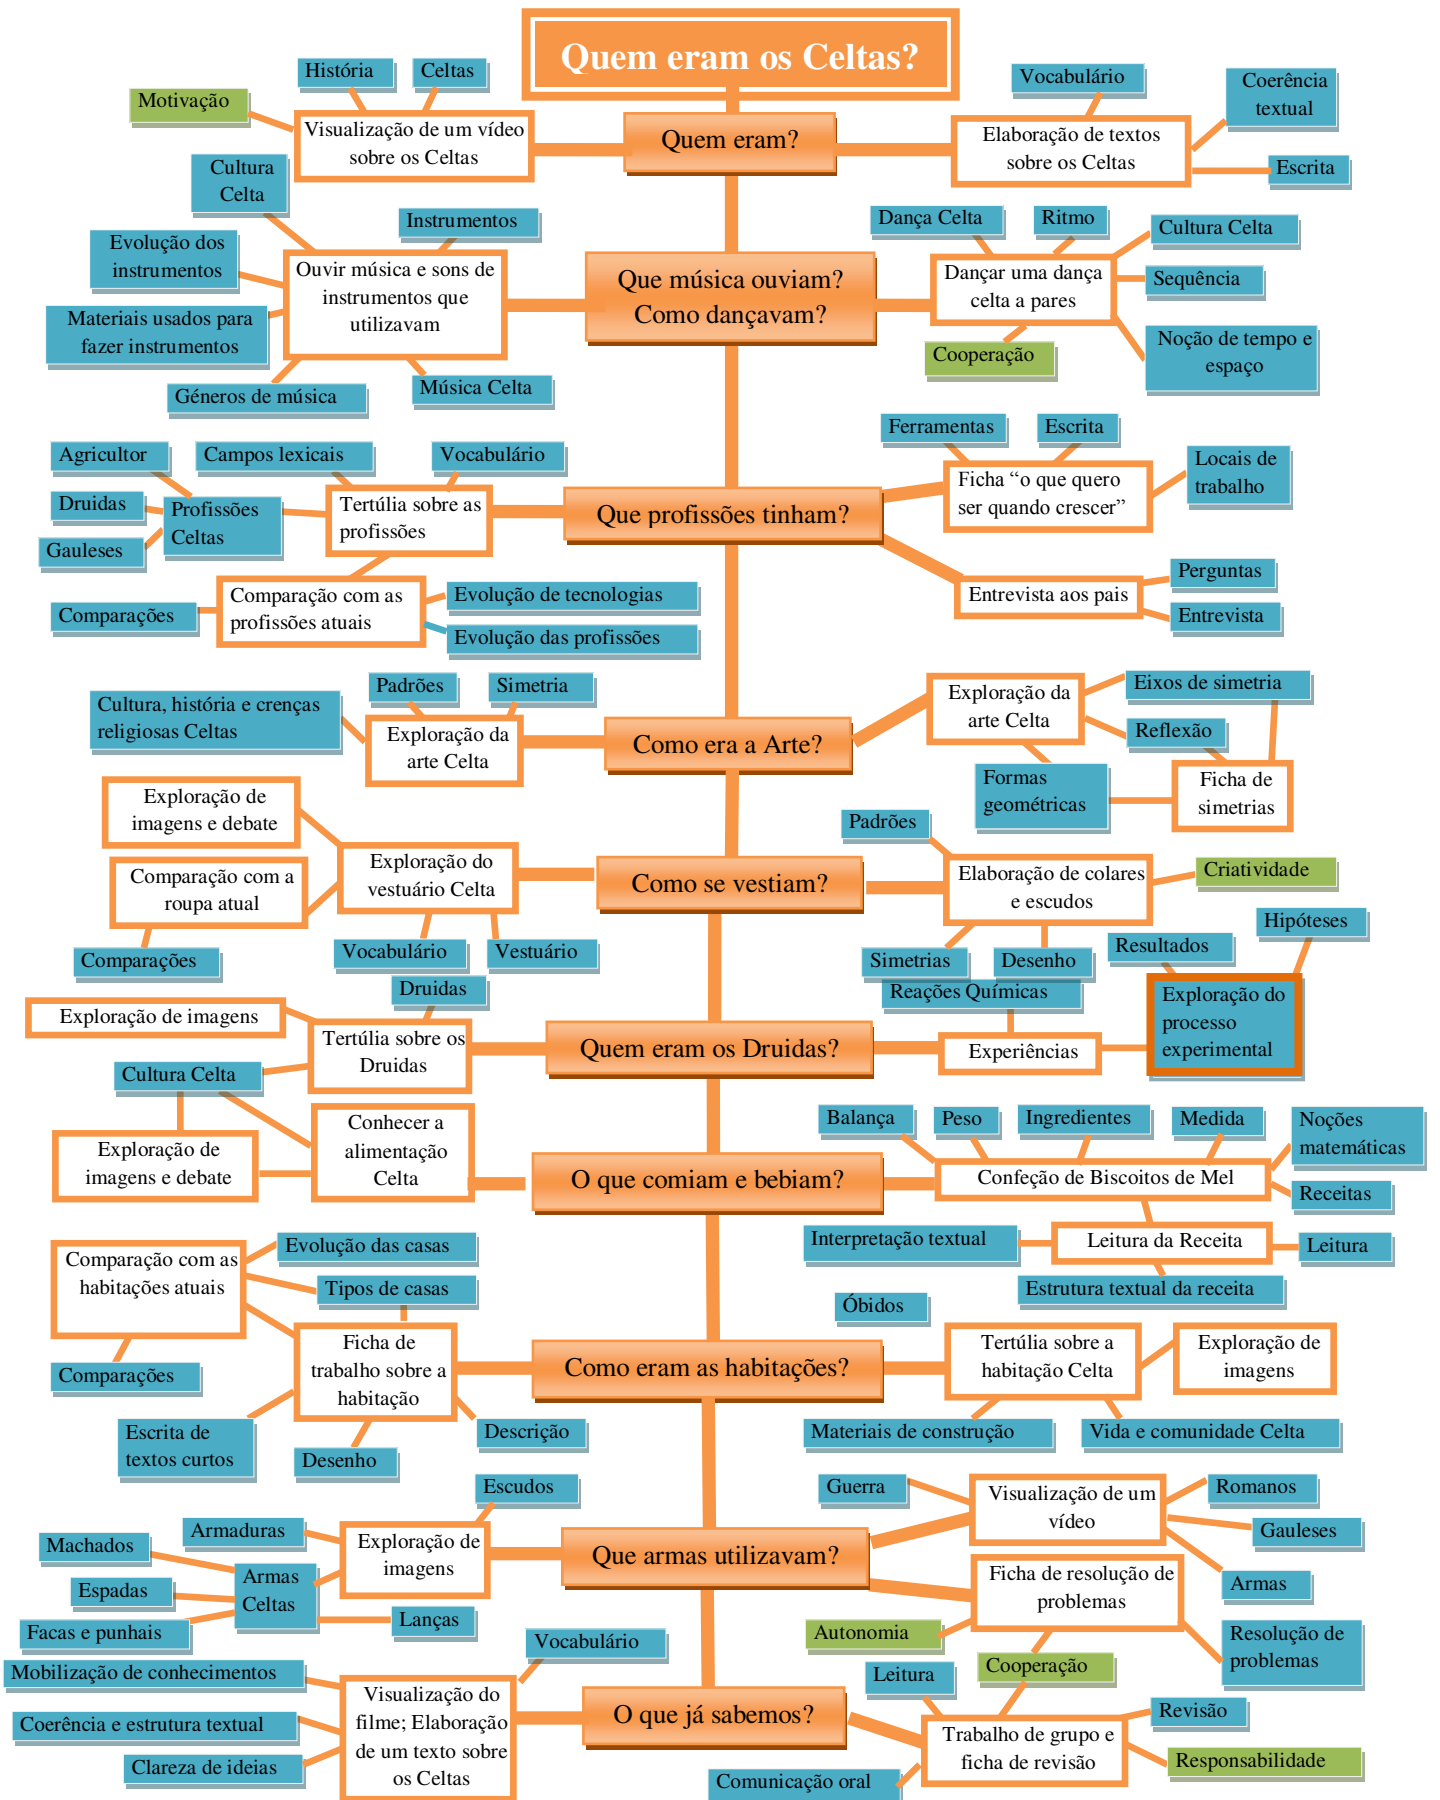 Quem eram os Celtas?
História
Celtas
Motivação
Visualização de um vídeo
sobre os Celtas
Quem eram?
Vocabulário
Coerência
textual
Elaboração de textos
sobre os Celtas
Escrita
Cultura
Celta
Instrumentos
Evolução dos
instrumentos
Ouvir música e sons de
instrumentos que
utilizavam
Materiais usados para
fazer instrumentos
Géneros de música
Música Celta
Que música ouviam?
Como dançavam?
Dança Celta
Ritmo
Cultura Celta
Dançar uma dança
celta a pares
Sequência
Cooperação
Noção de tempo e
espaço
Agricultor
Campos lexicais
Vocabulário
Druidas
Profissões
Celtas
Gauleses
Tertúlia sobre as
profissões
Comparações
Comparação com as
profissões atuais
Evolução de tecnologias
Evolução das profissões
Que profissões tinham?
Ferramentas
Escrita
Ficha “o que quero
ser quando crescer”
Locais de
trabalho
Entrevista aos pais
Perguntas
Entrevista
Cultura, história e crenças
religiosas Celtas
Padrões
Simetria
Exploração da
arte Celta
Como era a Arte?
Exploração da
arte Celta
Eixos de simetria
Reflexão
Formas
geométricas
Ficha de
simetrias
Exploração de
imagens e debate
Comparação com a
roupa atual
Comparações
Exploração do
vestuário Celta
Vocabulário
Vestuário
Como se vestiam?
Padrões
Elaboração de colares
e escudos
Criatividade
Simetrias
Desenho
Resultados
Hipóteses
Druidas
Exploração de imagens
Tertúlia sobre os
Druidas
Cultura Celta
Quem eram os Druidas?
Reações Químicas
Experiências
Exploração do
processo
experimental
Exploração de
imagens e debate
Conhecer a
alimentação
Celta
O que comiam e bebiam?
Balança
Peso
Ingredientes
Medida
Noções
matemáticas
Confeção de Biscoitos de Mel
Receitas
Interpretação textual
Leitura da Receita
Leitura
Estrutura textual da receita
Comparação com as
habitações atuais
Evolução das casas
Tipos de casas
Comparações
Ficha de
trabalho sobre a
habitação
Escrita de
textos curtos
Desenho
Descrição
Como eram as habitações?
Óbidos
Tertúlia sobre a
habitação Celta
Exploração de
imagens
Materiais de construção
Vida e comunidade Celta
Escudos
Armaduras
Machados
Exploração de
imagens
Armas
Celtas
Espadas
Facas e punhais
Lanças
Que armas utilizavam?
Guerra
Visualização de um
vídeo
Romanos
Gauleses
Armas
Ficha de resolução de
problemas
Autonomia
Cooperação
Resolução de
problemas
Vocabulário
Mobilização de conhecimentos
Coerência e estrutura textual
Clareza de ideias
Visualização do
filme; Elaboração
de um texto sobre
os Celtas
O que já sabemos?
Leitura
Trabalho de grupo e
ficha de revisão
Revisão
Responsabilidade
Comunicação oral